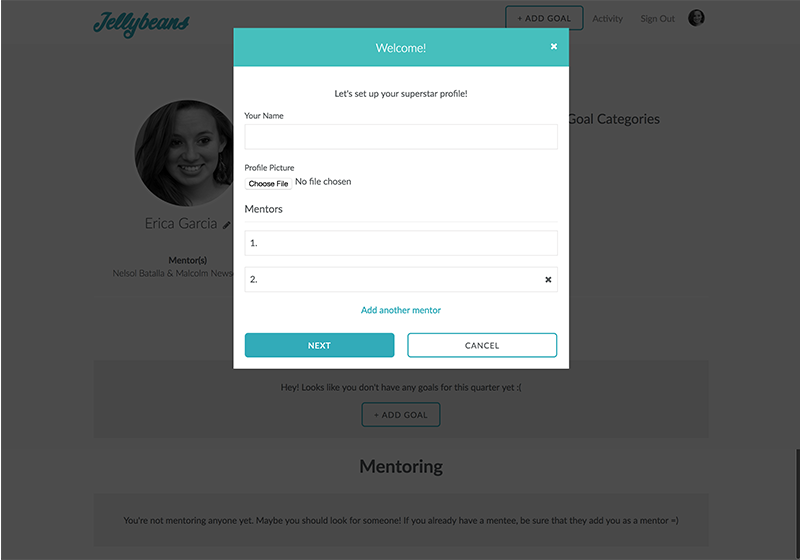 Jellybeans
+ ADD GOAL
Activity
Sign Out
Welcome!
×
Let's set up your superstar profile!
Your Name
Goal Categories
Profile Picture
Choose File No file chosen
Mentors
Erica Garcia
1.
Mentor(s)
Nelsol Batalla & Malcolm
2.
×
Add another mentor
NEXT
CANCEL
Hey! Looks like you don't have any goals for this quarter yet :(
+ ADD GOAL
Mentoring
You're not mentoring anyone yet. Maybe you should look for someone! If you already have a mentee, be sure that they add you as a mentor =)